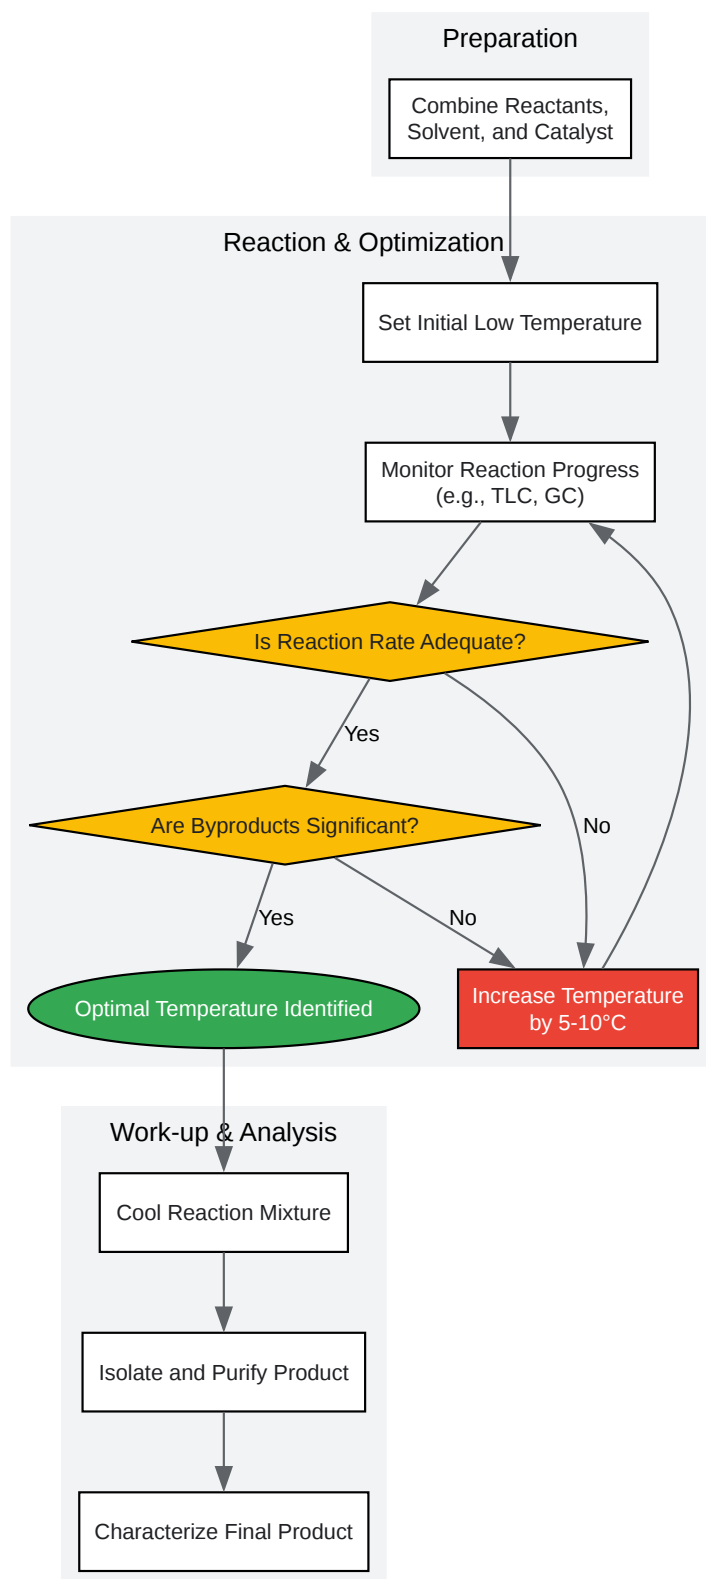 Preparation
Combine Reactants,
Solvent, and Catalyst
Reaction & Optimization
Set Initial Low Temperature
Monitor Reaction Progress
(e.g., TLC, GC)
Is Reaction Rate Adequate?
Yes
No
Are Byproducts Significant?
Yes
No
Optimal Temperature Identified
Increase Temperature
by 5-10°C
Work-up & Analysis
Cool Reaction Mixture
Isolate and Purify Product
Characterize Final Product